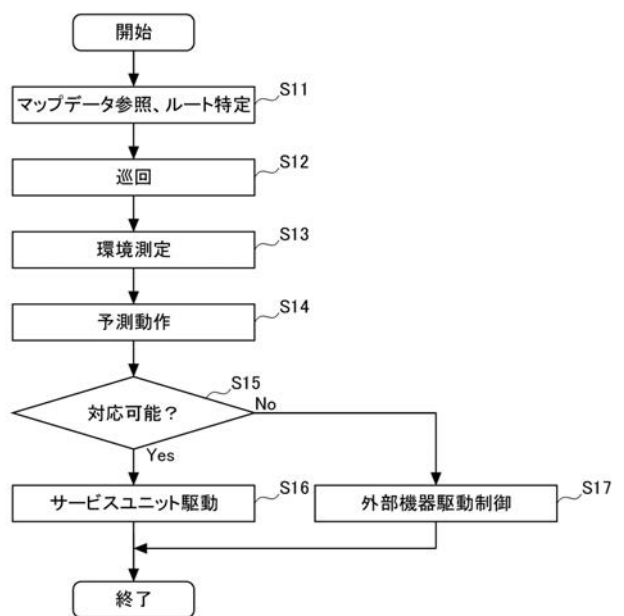 開始
マップデータ参照、ルート特定
S11
巡回
S12
環境測定
S13
予測動作
S14
対応可能？
S15
No
Yes
サービスユニット駆動
S16
外部機器駆動制御
S17
終了